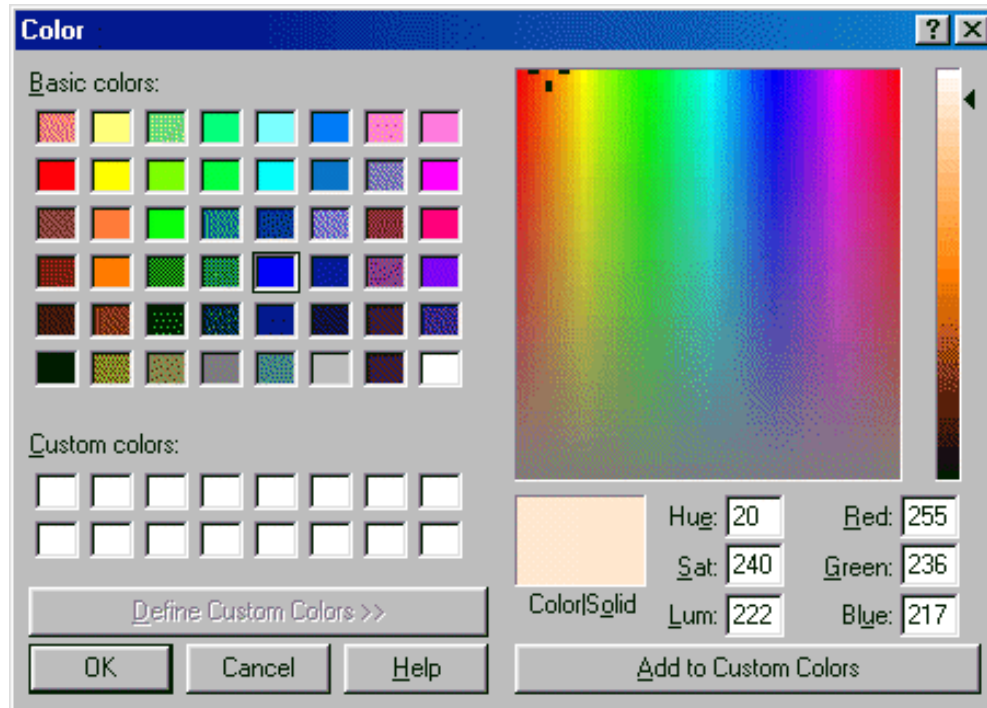 Color
Basic colors:
Custom colors:
Define Custom Colors >>
OK Cancel Help
Color|Solid
Hue: 20 Red: 255
Sat: 240 Green: 236
Lum: 222 Blue: 217
Add to Custom Colors